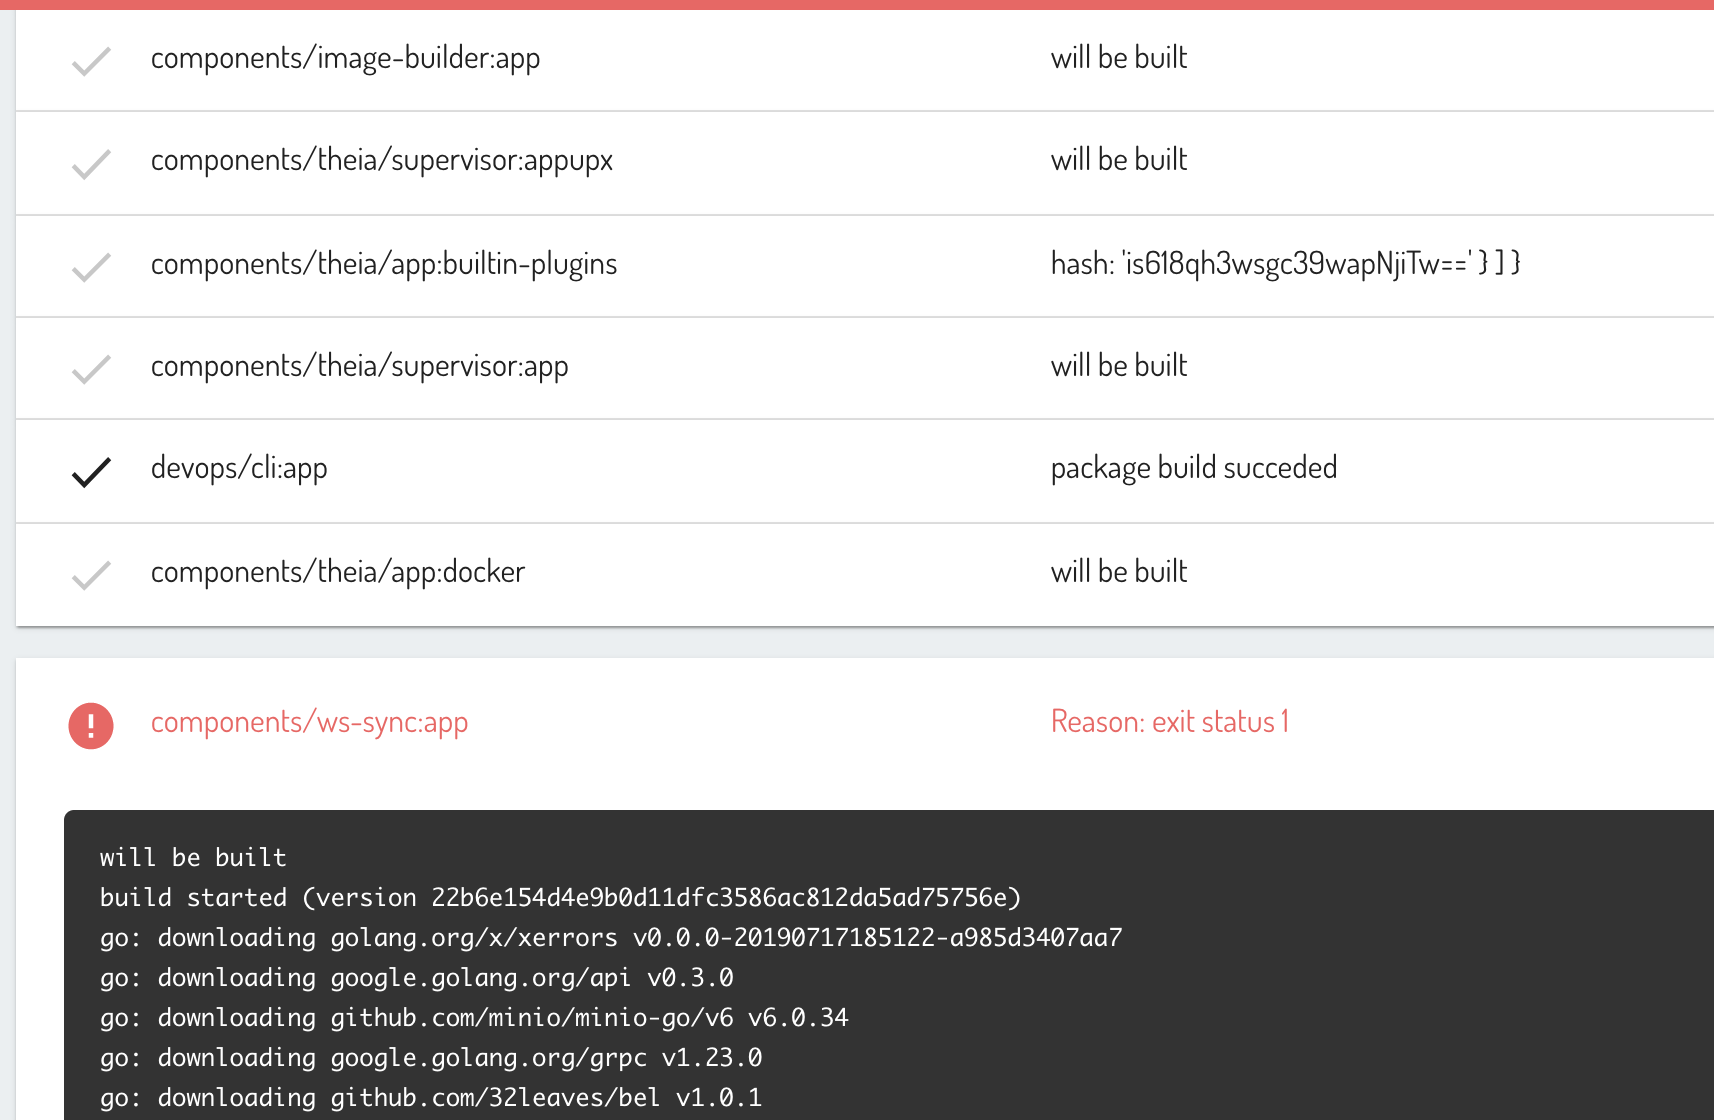 components/image-builder:app will be built
components/theia/supervisor:appupx will be built
components/theia/app:builtin-plugins hash: 'is618qh3wsgc39wapNjiTw==' } ] }
components/theia/supervisor:app will be built
devops/cli:app package build succeded
components/theia/app:docker will be built
components/ws-sync:app Reason: exit status 1
will be built
build started (version 22b6e154d4e9b0d11dfc3586ac812da5ad75756e)
go: downloading golang.org/x/xerrors v0.0.0-20190717185122-a985d3407aa7
go: downloading google.golang.org/api v0.3.0
go: downloading github.com/minio/minio-go/v6 v6.0.34
go: downloading google.golang.org/grpc v1.23.0
go: downloading github.com/32leaves/bel v1.0.1